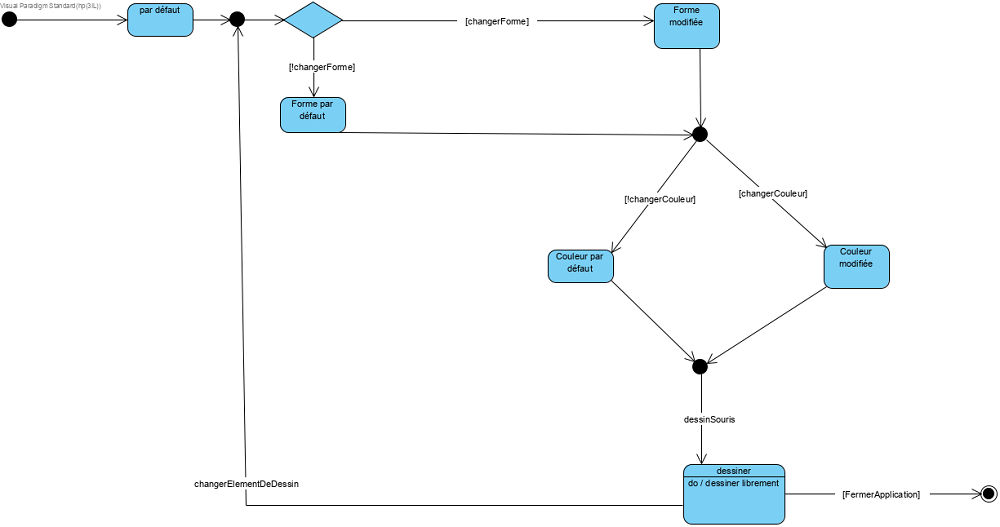 Visual Paradigm Standard(hp(3IL))
par défaut
[changerForme]
Forme
modifiée
[!changerForme]
Forme par
défaut
[!changerCouleur]
[changerCouleur]
Couleur par
défaut
Couleur
modifiée
dessinSouris
dessiner
do / dessiner librement
changerElementDeDessin
[FermerApplication]